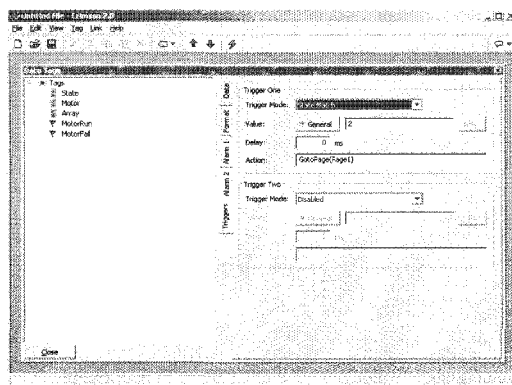 Untitled File - Crimson 2.0
File Edit View Tag Link Help
Data Tags
Tags
State
Motor
Array
MotorRun
MotorFail
Data
Format
Alarm 1
Alarm 2
Triggers
Trigger One
Trigger Mode:
Value: General 2
Delay: 0 ms
Action: GotoPage(Page1)
Trigger Two
Trigger Mode: Disabled
Close